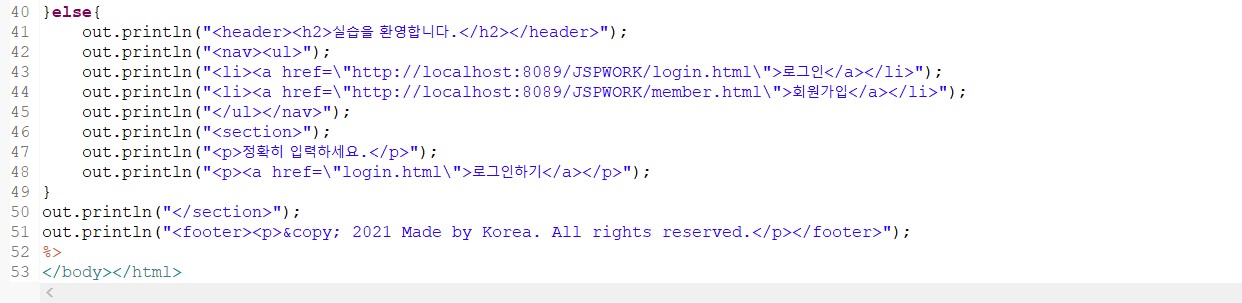 40 }else{
41     out.println("<header><h2>실습을 환영합니다.</h2></header>");
42     out.println("<nav><ul>");
43     out.println("<li><a href=\"http://localhost:8089/JSPWORK/login.html\">로그인</a></li>");
44     out.println("<li><a href=\"http://localhost:8089/JSPWORK/member.html\">회원가입</a></li>");
45     out.println("</ul></nav>");
46     out.println("<section>");
47     out.println("<p>정확히 입력하세요.</p>");
48     out.println("<p><a href=\"login.html\">로그인하기</a></p>");
49 }
50 out.println("</section>");
51 out.println("<footer><p>&copy; 2021 Made by Korea. All rights reserved.</p></footer>");
52 %>
53 </body></html>